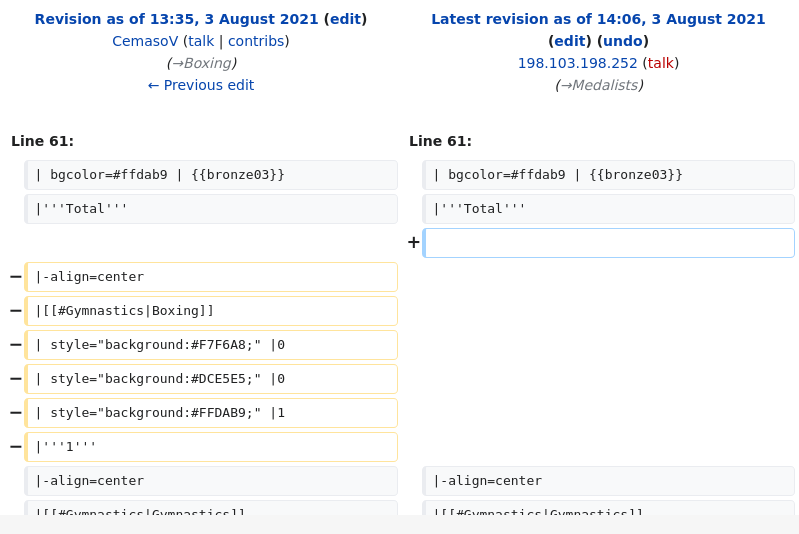 Revision as of 13:35, 3 August 2021 (edit)
CemasoV (talk | contribs)
(→Boxing)
← Previous edit
Latest revision as of 14:06, 3 August 2021
(edit) (undo)
198.103.198.252 (talk)
(→Medalists)
Line 61:
Line 61:
| bgcolor=#ffdab9 | {{bronze03}}
| bgcolor=#ffdab9 | {{bronze03}}
|'''Total'''
|'''Total'''
+
− |-align=center
− |[[#Gymnastics|Boxing]]
− | style="background:#F7F6A8;" |0
− | style="background:#DCE5E5;" |0
− | style="background:#FFDAB9;" |1
− |'''1'''
|-align=center
|-align=center
|[[#Gymnastics|Gymnastics]]
|[[#Gymnastics|Gymnastics]]